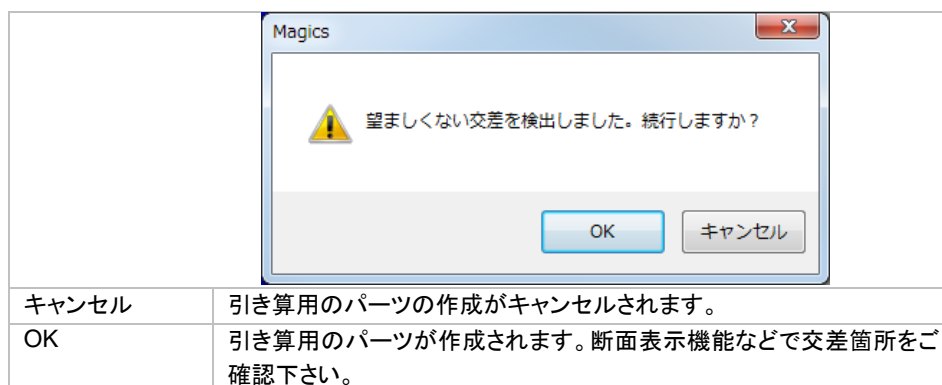 Magics
望ましくない交差を検出しました。続行しますか？
OK
キャンセル
キャンセル
引き算用のパーツの作成がキャンセルされます。
OK
引き算用のパーツが作成されます。断面表示機能などで交差箇所をご
確認下さい。